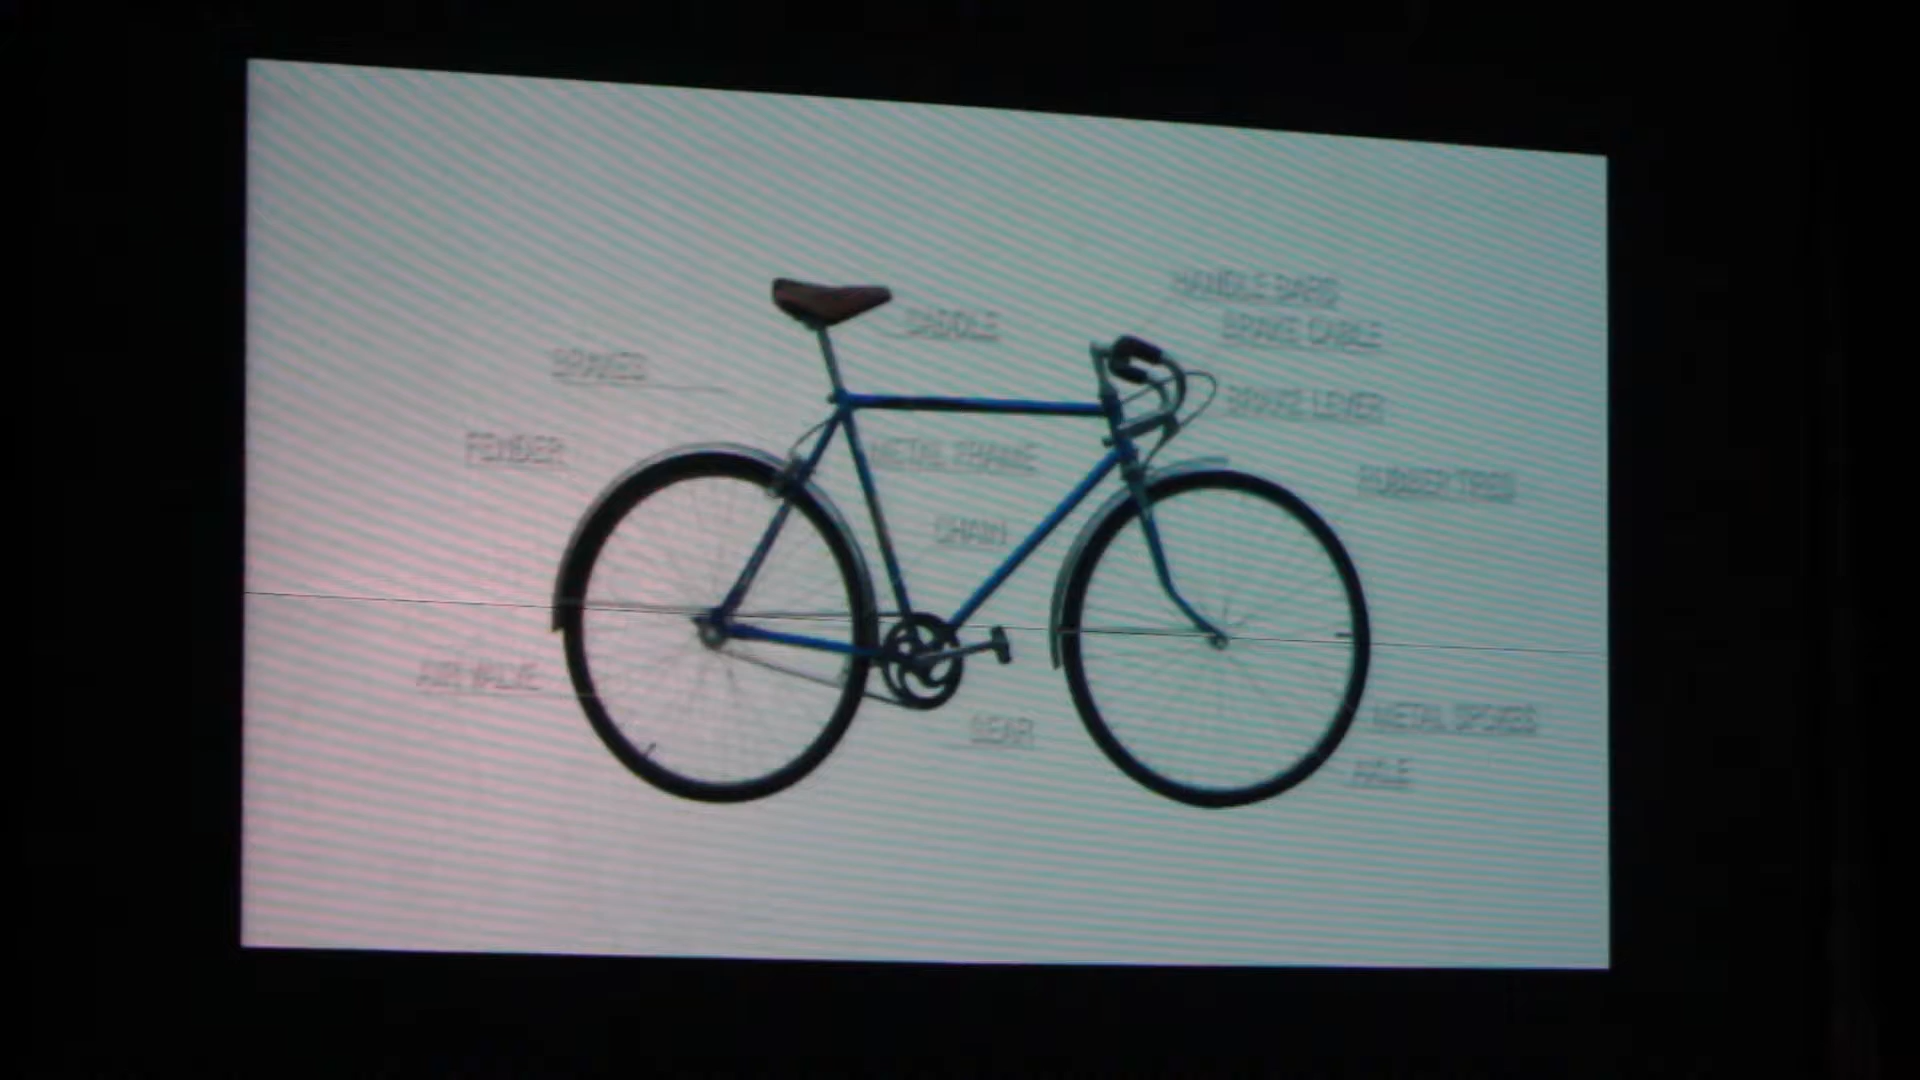 HANDLE BARS
SADDLE
BRAKE CABLE
BRAKES
BRAKE LEVER
FENDER
METAL FRAME
RUBBER TIRES
CHAIN
AIR VALVE
METAL SPOKES
GEAR
AXLE